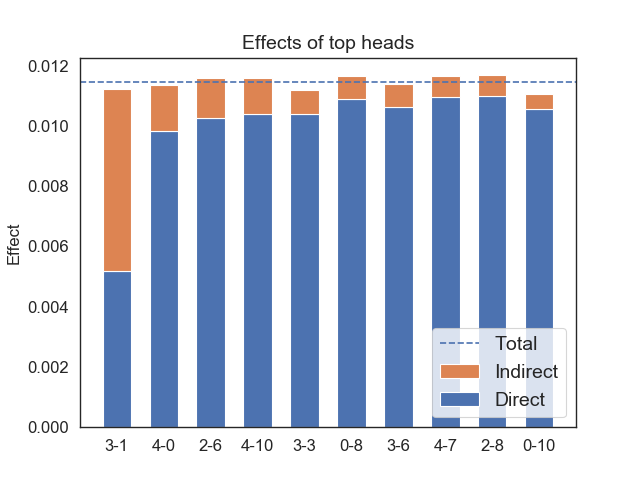 Effects of top heads
0.012
0.010
0.008
0.006
0.004
0.002
0.000
Effect
Total
Indirect
Direct
3-1 4-0 2-6 4-10 3-3 0-8 3-6 4-7 2-8 0-10